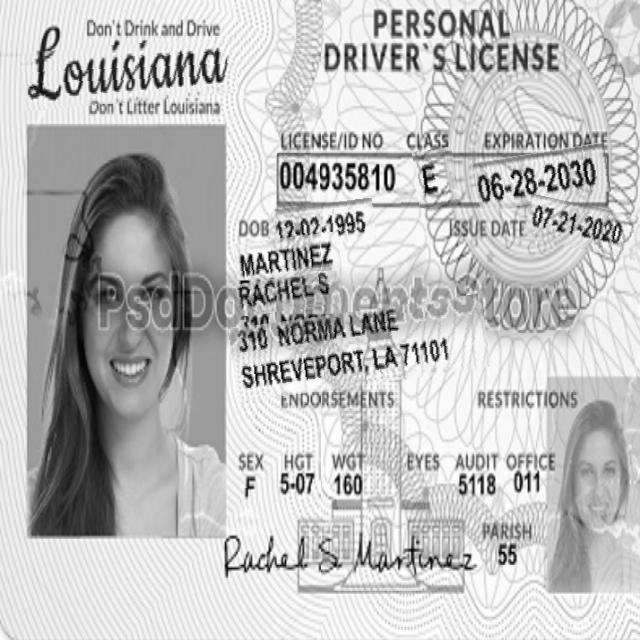 Don't Drink and Drive
Louisiana
Don't Litter Louisiana
PERSONAL
DRIVER`S LICENSE
LICENSE/ID NO CLASS EXPIRATION DATE
004935810 E 06-28-2030
DOB 12-02-1995 ISSUE DATE 07-21-2020
MARTINEZ
RACHEL S
PsdDocumentsStore
310 NORMA LANE
SHREVEPORT, LA 71101
ENDORSEMENTS RESTRICTIONS
SEX HGT WGT EYES AUDIT OFFICE
F 5-07 160 5118 011
Rachel S Martinez
PARISH
55